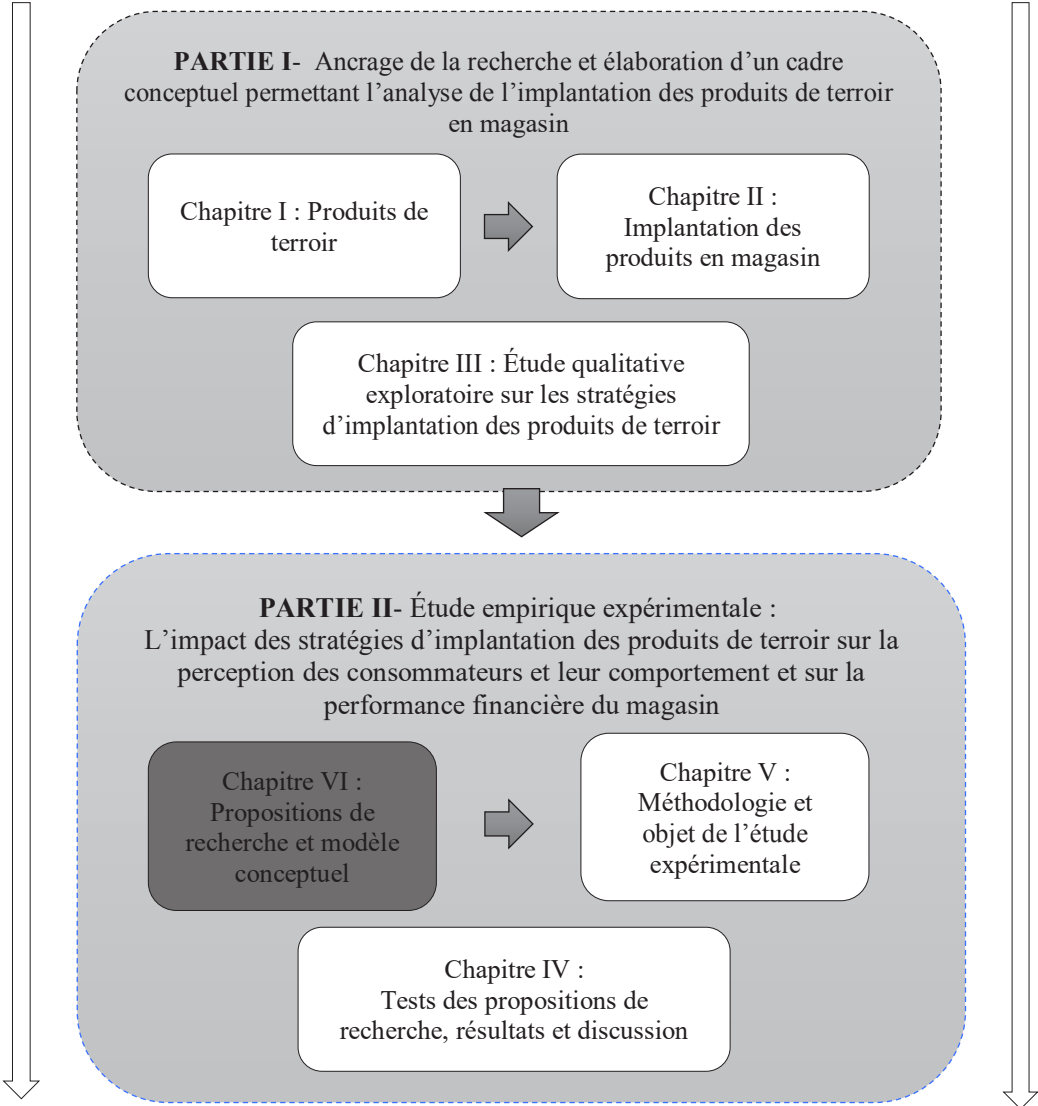 PARTIE I- Ancrage de la recherche et élaboration d’un cadre
conceptuel permettant l’analyse de l’implantation des produits de terroir
en magasin
Chapitre I : Produits de
terroir
Chapitre II :
Implantation des
produits en magasin
Chapitre III : Étude qualitative
exploratoire sur les stratégies
d’implantation des produits de terroir
PARTIE II- Étude empirique expérimentale :
L’impact des stratégies d’implantation des produits de terroir sur la
perception des consommateurs et leur comportement et sur la
performance financière du magasin
Chapitre VI :
Propositions de
recherche et modèle
conceptuel
Chapitre V :
Méthodologie et
objet de l’étude
expérimentale
Chapitre IV :
Tests des propositions de
recherche, résultats et discussion